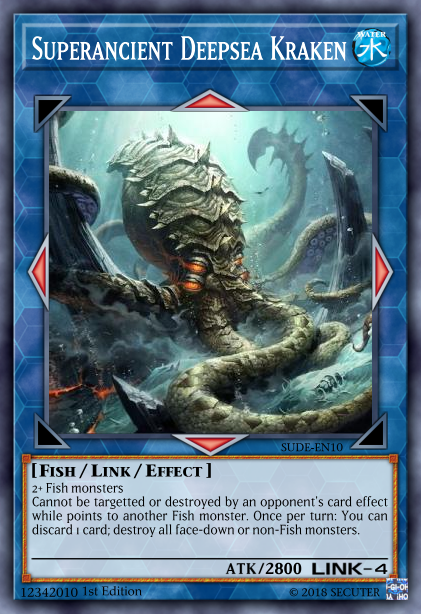 Superancient Deepsea Kraken
WATER
水
SUDE-EN10
[Fish / Link / Effect]
2+ Fish monsters
Cannot be targetted or destroyed by an opponent's card effect
while points to another Fish monster. Once per turn: You can
discard 1 card; destroy all face-down or non-Fish monsters.
ATK/2800 LINK-4
12342010 1st Edition
© 2018 SECUTER